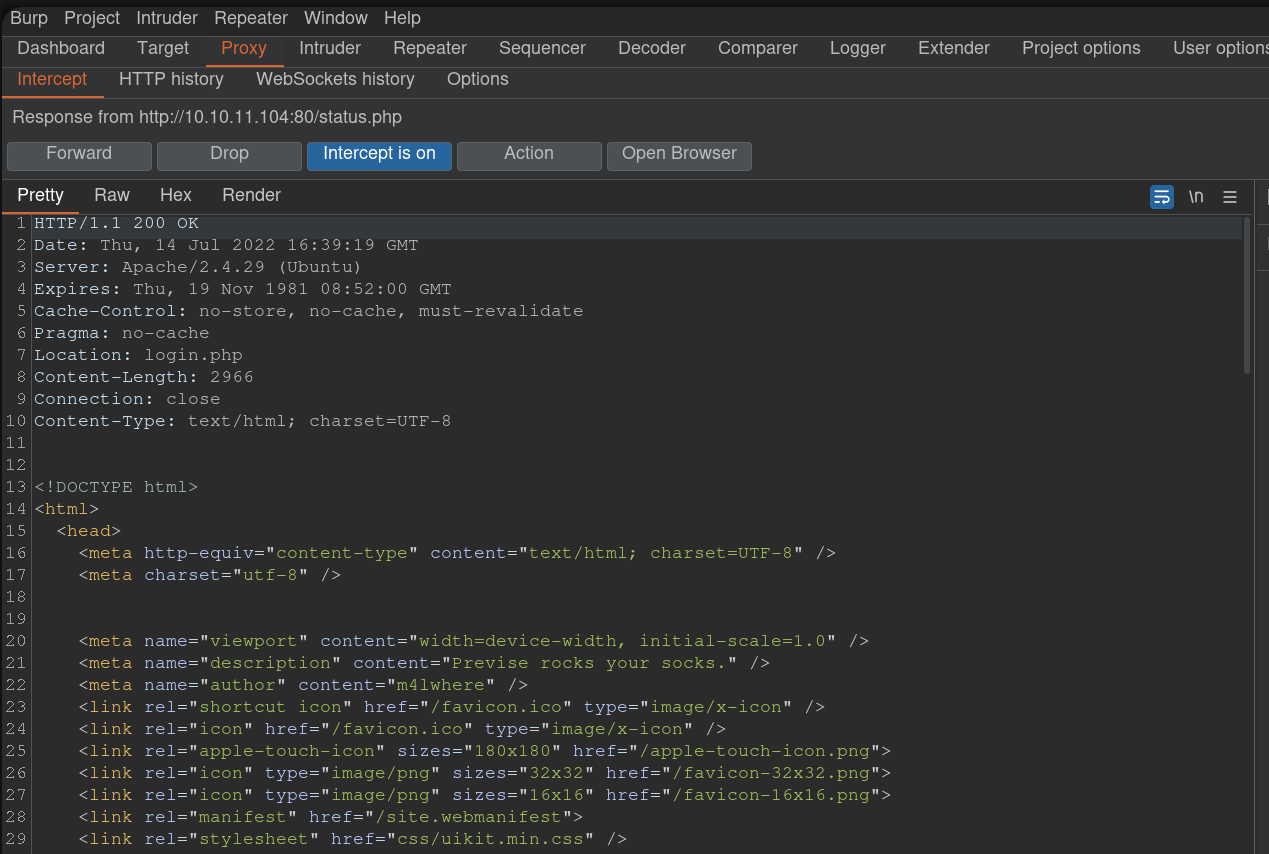 Burp Project Intruder Repeater Window Help
Dashboard Target Proxy Intruder Repeater Sequencer Decoder Comparer Logger Extender Project options User options
Intercept HTTP history WebSockets history Options
Response from http://10.10.11.104:80/status.php
Forward Drop Intercept is on Action Open Browser
Pretty Raw Hex Render \n
1 HTTP/1.1 200 OK
2 Date: Thu, 14 Jul 2022 16:39:19 GMT
3 Server: Apache/2.4.29 (Ubuntu)
4 Expires: Thu, 19 Nov 1981 08:52:00 GMT
5 Cache-Control: no-store, no-cache, must-revalidate
6 Pragma: no-cache
7 Location: login.php
8 Content-Length: 2966
9 Connection: close
10 Content-Type: text/html; charset=UTF-8
11
12
13 <!DOCTYPE html>
14 <html>
15 <head>
16 <meta http-equiv="content-type" content="text/html; charset=UTF-8" />
17 <meta charset="utf-8" />
18
19
20 <meta name="viewport" content="width=device-width, initial-scale=1.0" />
21 <meta name="description" content="Previse rocks your socks." />
22 <meta name="author" content="m4lwhere" />
23 <link rel="shortcut icon" href="/favicon.ico" type="image/x-icon" />
24 <link rel="icon" href="/favicon.ico" type="image/x-icon" />
25 <link rel="apple-touch-icon" sizes="180x180" href="/apple-touch-icon.png">
26 <link rel="icon" type="image/png" sizes="32x32" href="/favicon-32x32.png">
27 <link rel="icon" type="image/png" sizes="16x16" href="/favicon-16x16.png">
28 <link rel="manifest" href="/site.webmanifest">
29 <link rel="stylesheet" href="css/uikit.min.css" />